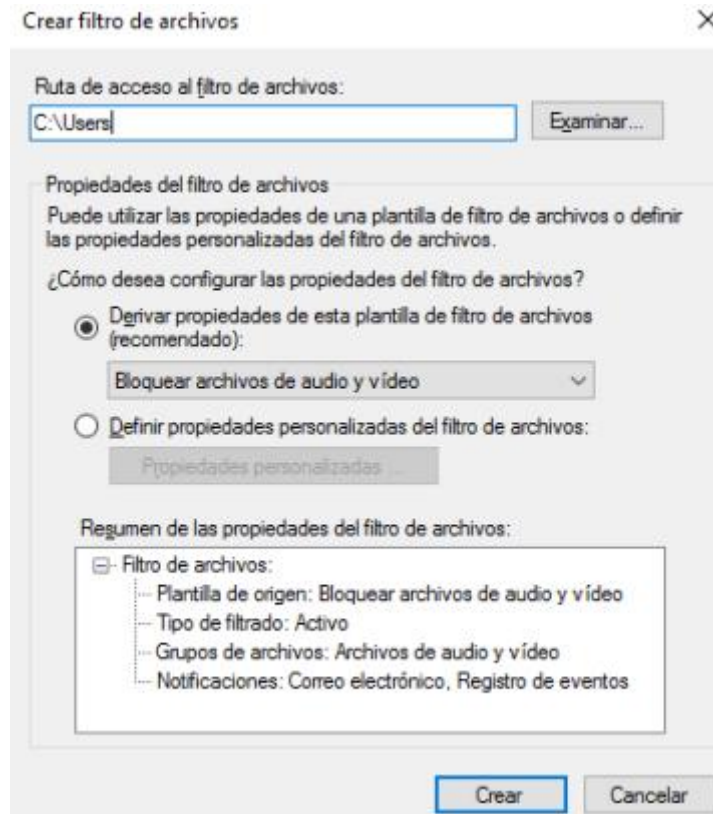 Crear filtro de archivos
Ruta de acceso al filtro de archivos:
C:\Users
Examinar...
Propiedades del filtro de archivos
Puede utilizar las propiedades de una plantilla de filtro de archivos o definir
las propiedades personalizadas del filtro de archivos.
¿Cómo desea configurar las propiedades del filtro de archivos?
Derivar propiedades de esta plantilla de filtro de archivos
(recomendado):
Bloquear archivos de audio y vídeo
Definir propiedades personalizadas del filtro de archivos:
Propiedades personalizadas ...
Resumen de las propiedades del filtro de archivos:
Filtro de archivos:
Plantilla de origen: Bloquear archivos de audio y vídeo
Tipo de filtrado: Activo
Grupos de archivos: Archivos de audio y vídeo
Notificaciones: Correo electrónico, Registro de eventos
Crear
Cancelar